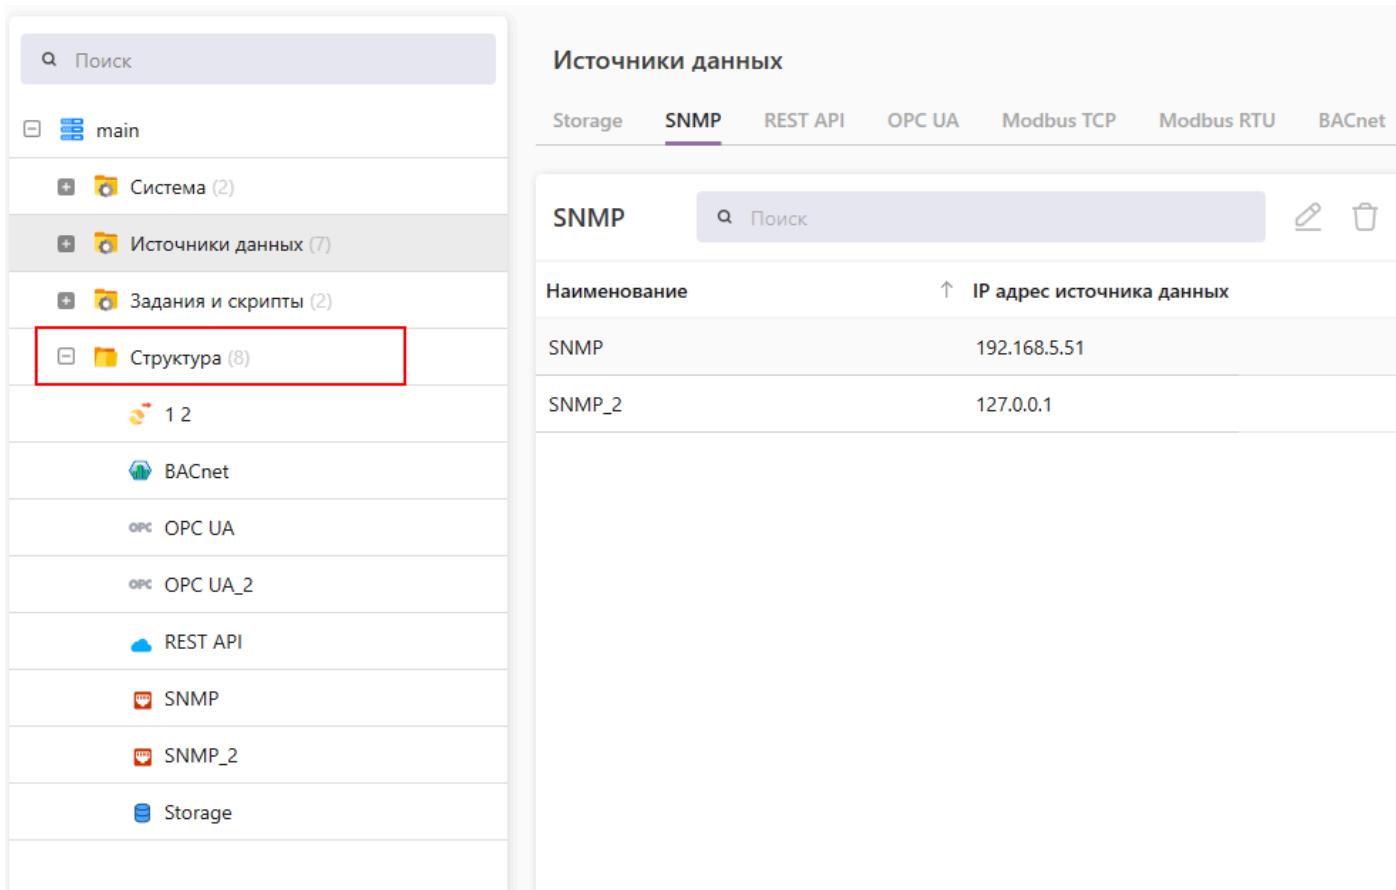 Поиск
main
Система (2)
Источники данных (7)
Задания и скрипты (2)
Структура (8)
1 2
BACnet
OPC OPC UA
OPC OPC UA_2
REST API
SNMP
SNMP_2
Storage
Источники данных
Storage SNMP REST API OPC UA Modbus TCP Modbus RTU BACnet
SNMP Поиск
Наименование ↑ IP адрес источника данных
SNMP 192.168.5.51
SNMP_2 127.0.0.1